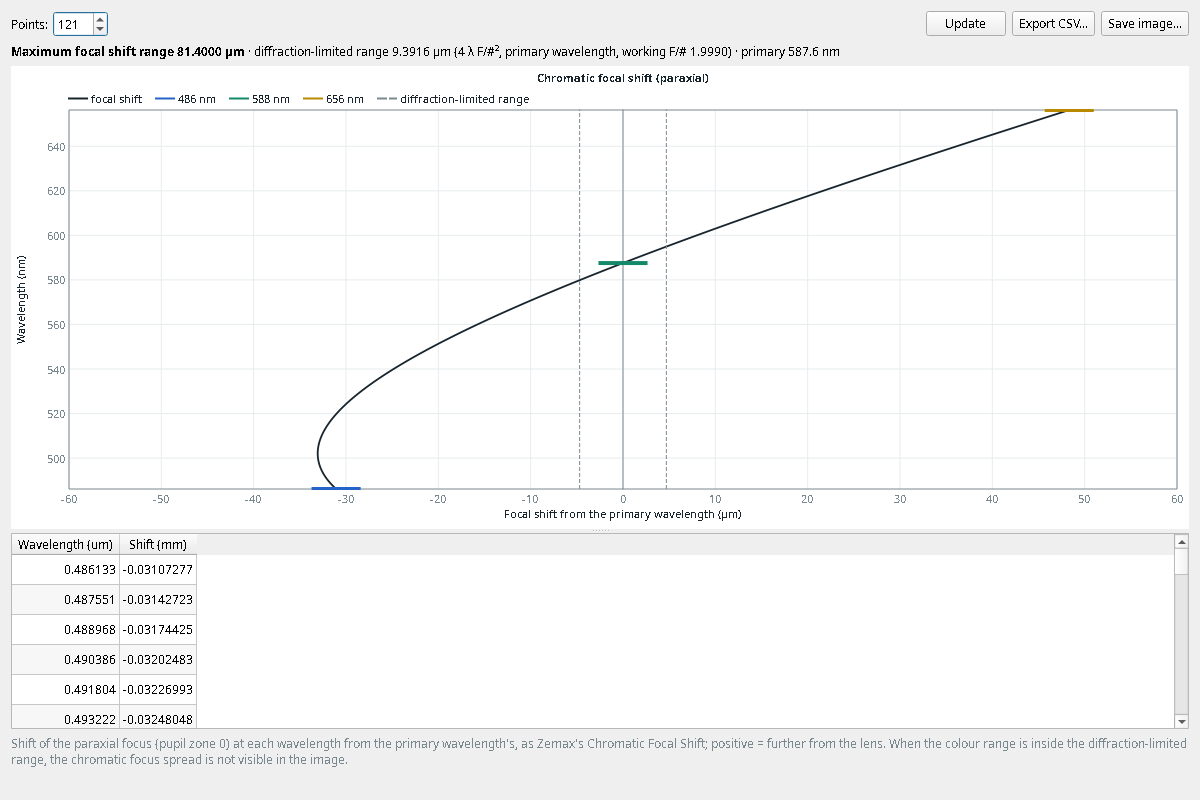 Points: 121 Update Export CSV... Save image...
Maximum focal shift range 81.4000 µm · diffraction-limited range 9.3916 µm (4 λ F/#², primary wavelength, working F/# 1.9990) · primary 587.6 nm
Chromatic focal shift (paraxial)
focal shift 486 nm 588 nm 656 nm diffraction-limited range
Wavelength (nm)
640
620
600
580
560
540
520
500
-60 -50 -40 -30 -20 -10 0 10 20 30 40 50 60
Focal shift from the primary wavelength (µm)
Wavelength (um) Shift (mm)
0.486133 -0.03107277
0.487551 -0.03142723
0.488968 -0.03174425
0.490386 -0.03202483
0.491804 -0.03226993
0.493222 -0.03248048
Shift of the paraxial focus (pupil zone 0) at each wavelength from the primary wavelength's, as Zemax's Chromatic Focal Shift; positive = further from the lens. When the colour range is inside the diffraction-limited
range, the chromatic focus spread is not visible in the image.